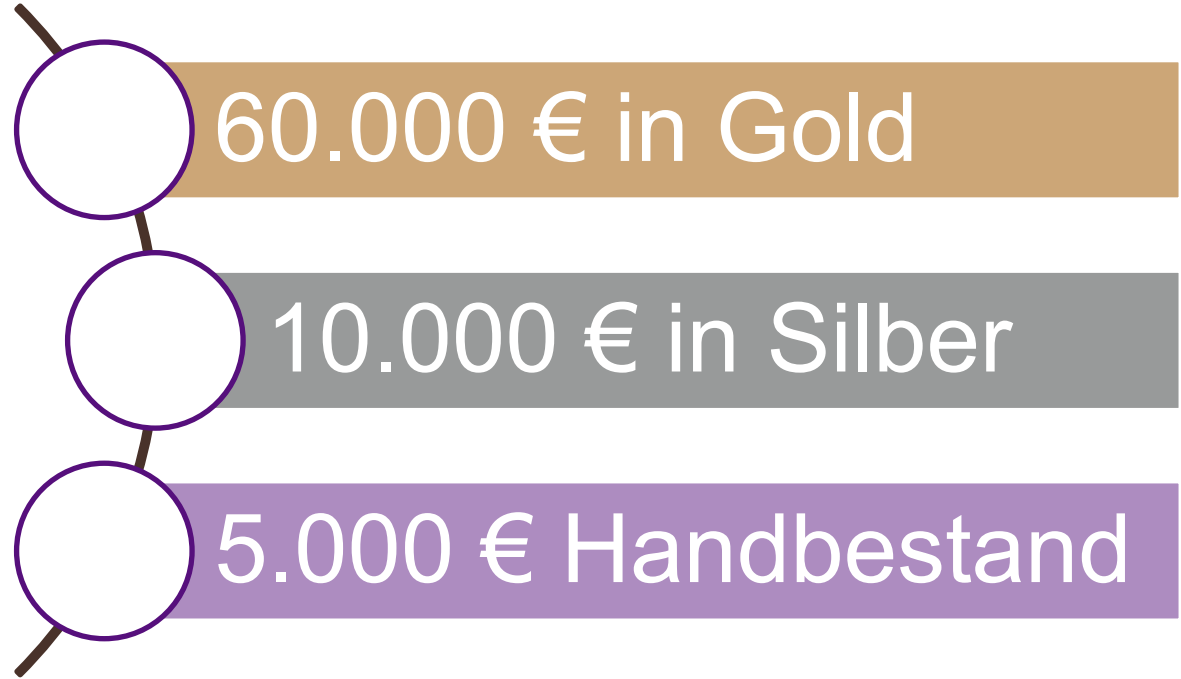 60.000 € in Gold
10.000 € in Silber
5.000 € Handbestand